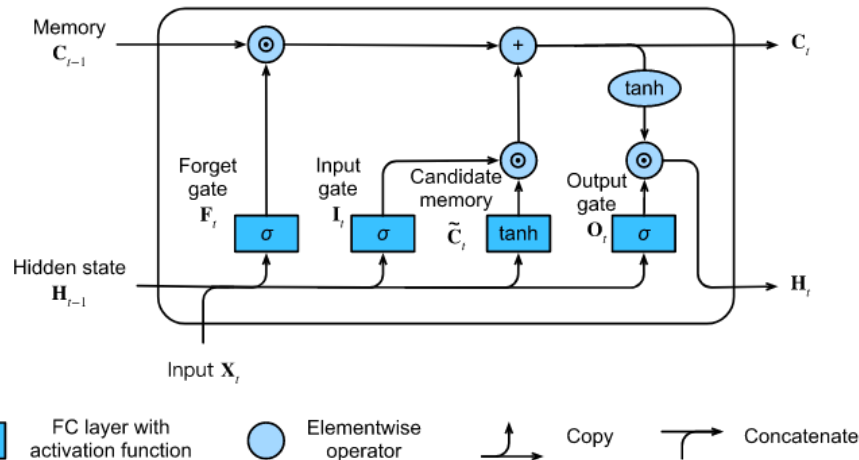 Memory
C_{t-1}
C_t
+
tanh
Forget
gate
F_t
Input
gate
I_t
Candidate
memory
C̃_t
Output
gate
O_t
σ
σ
tanh
σ
Hidden state
H_{t-1}
H_t
Input X_t
FC layer with
activation function
Elementwise
operator
Copy
Concatenate